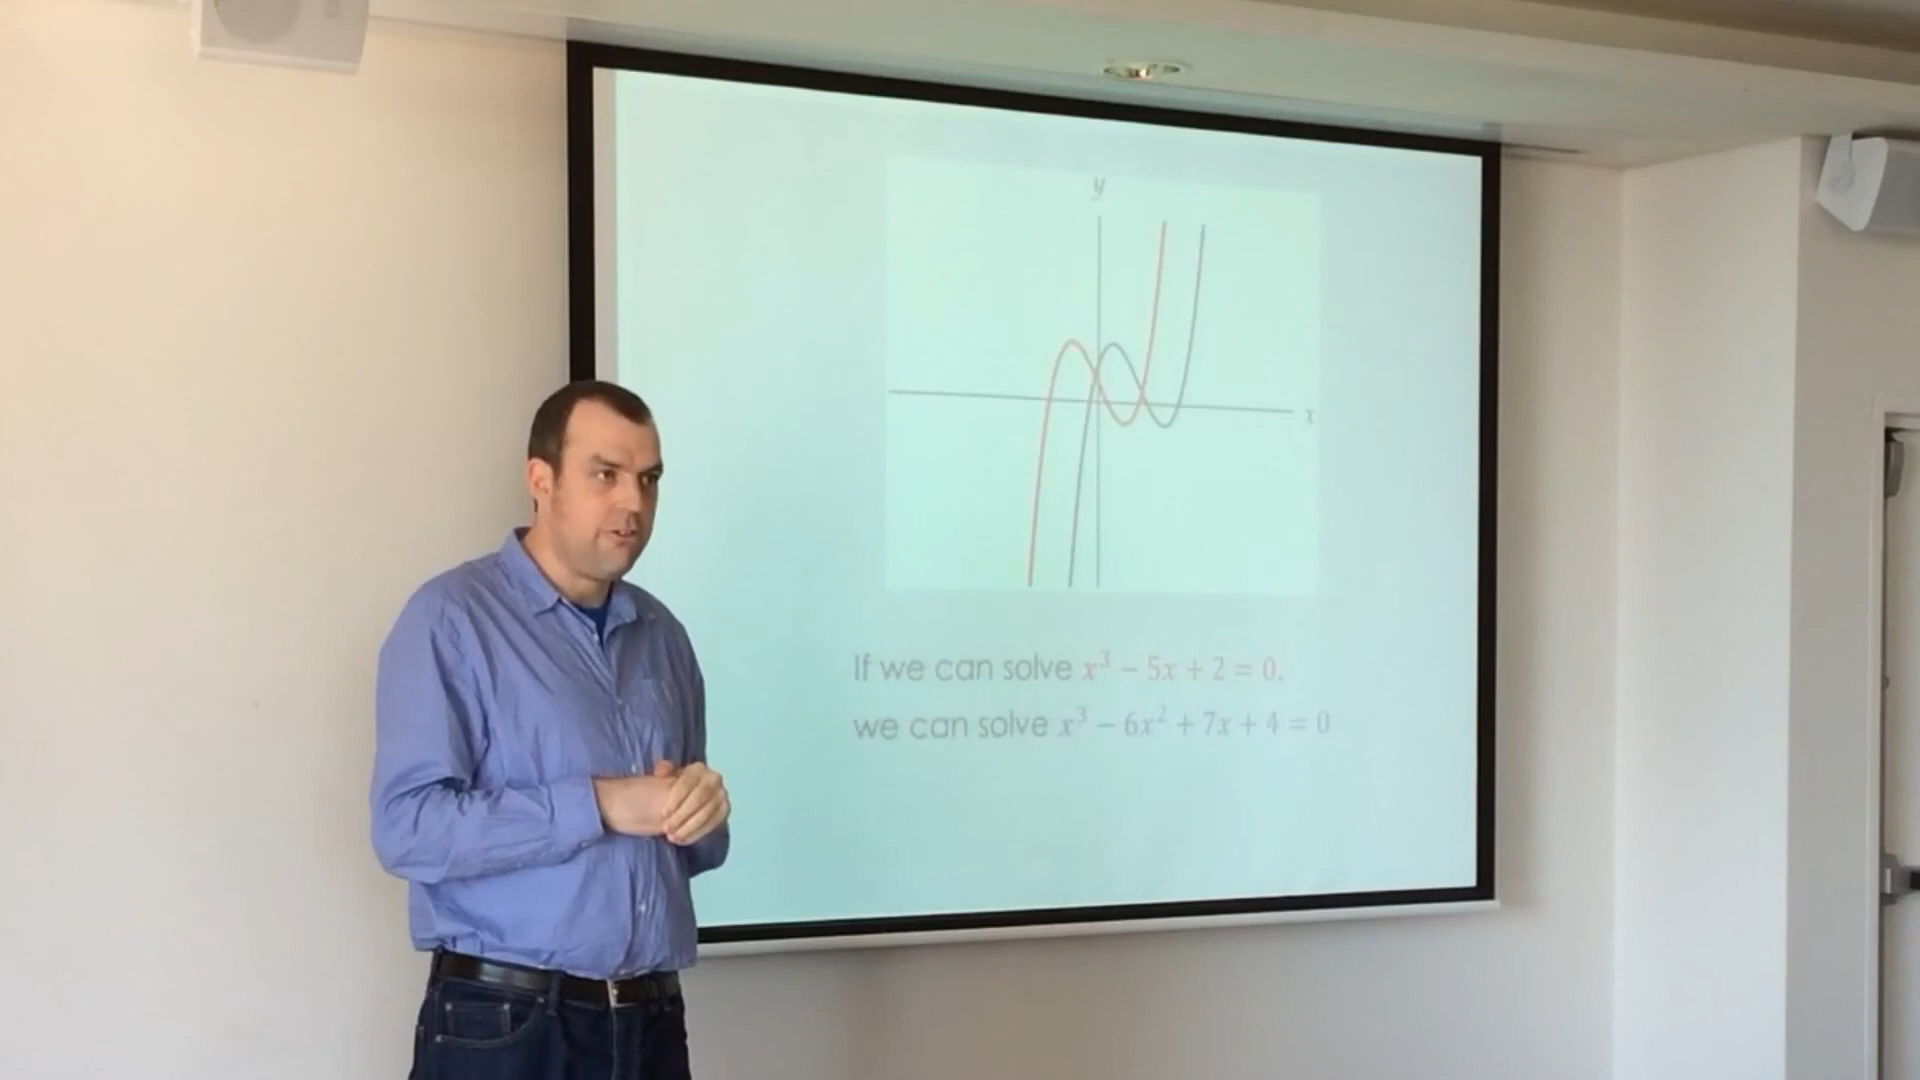 y
x
If we can solve x³ − 5x + 2 = 0,
we can solve x³ − 6x² + 7x + 4 = 0